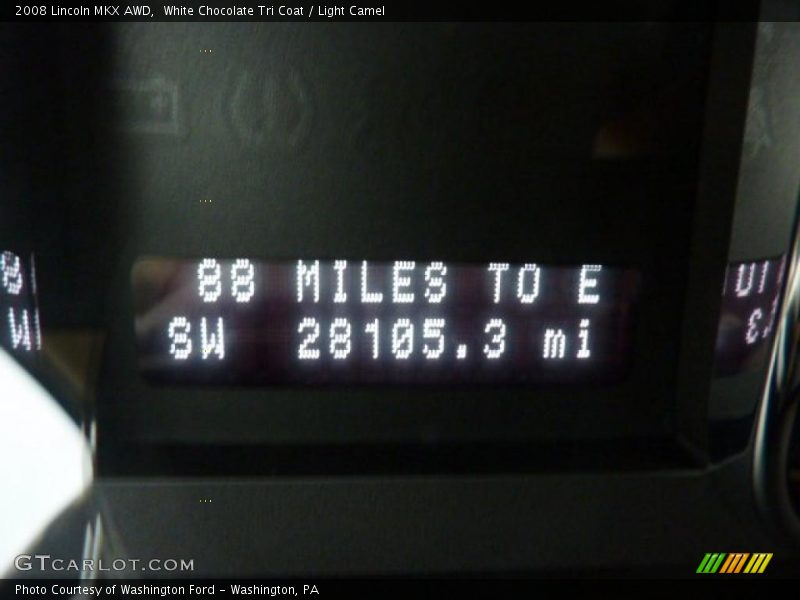 2008 Lincoln MKX AWD, White Chocolate Tri Coat / Light Camel
88 MILES TO E
SW 28105.3 mi
GTCARLOT.COM
Photo Courtesy of Washington Ford - Washington, PA